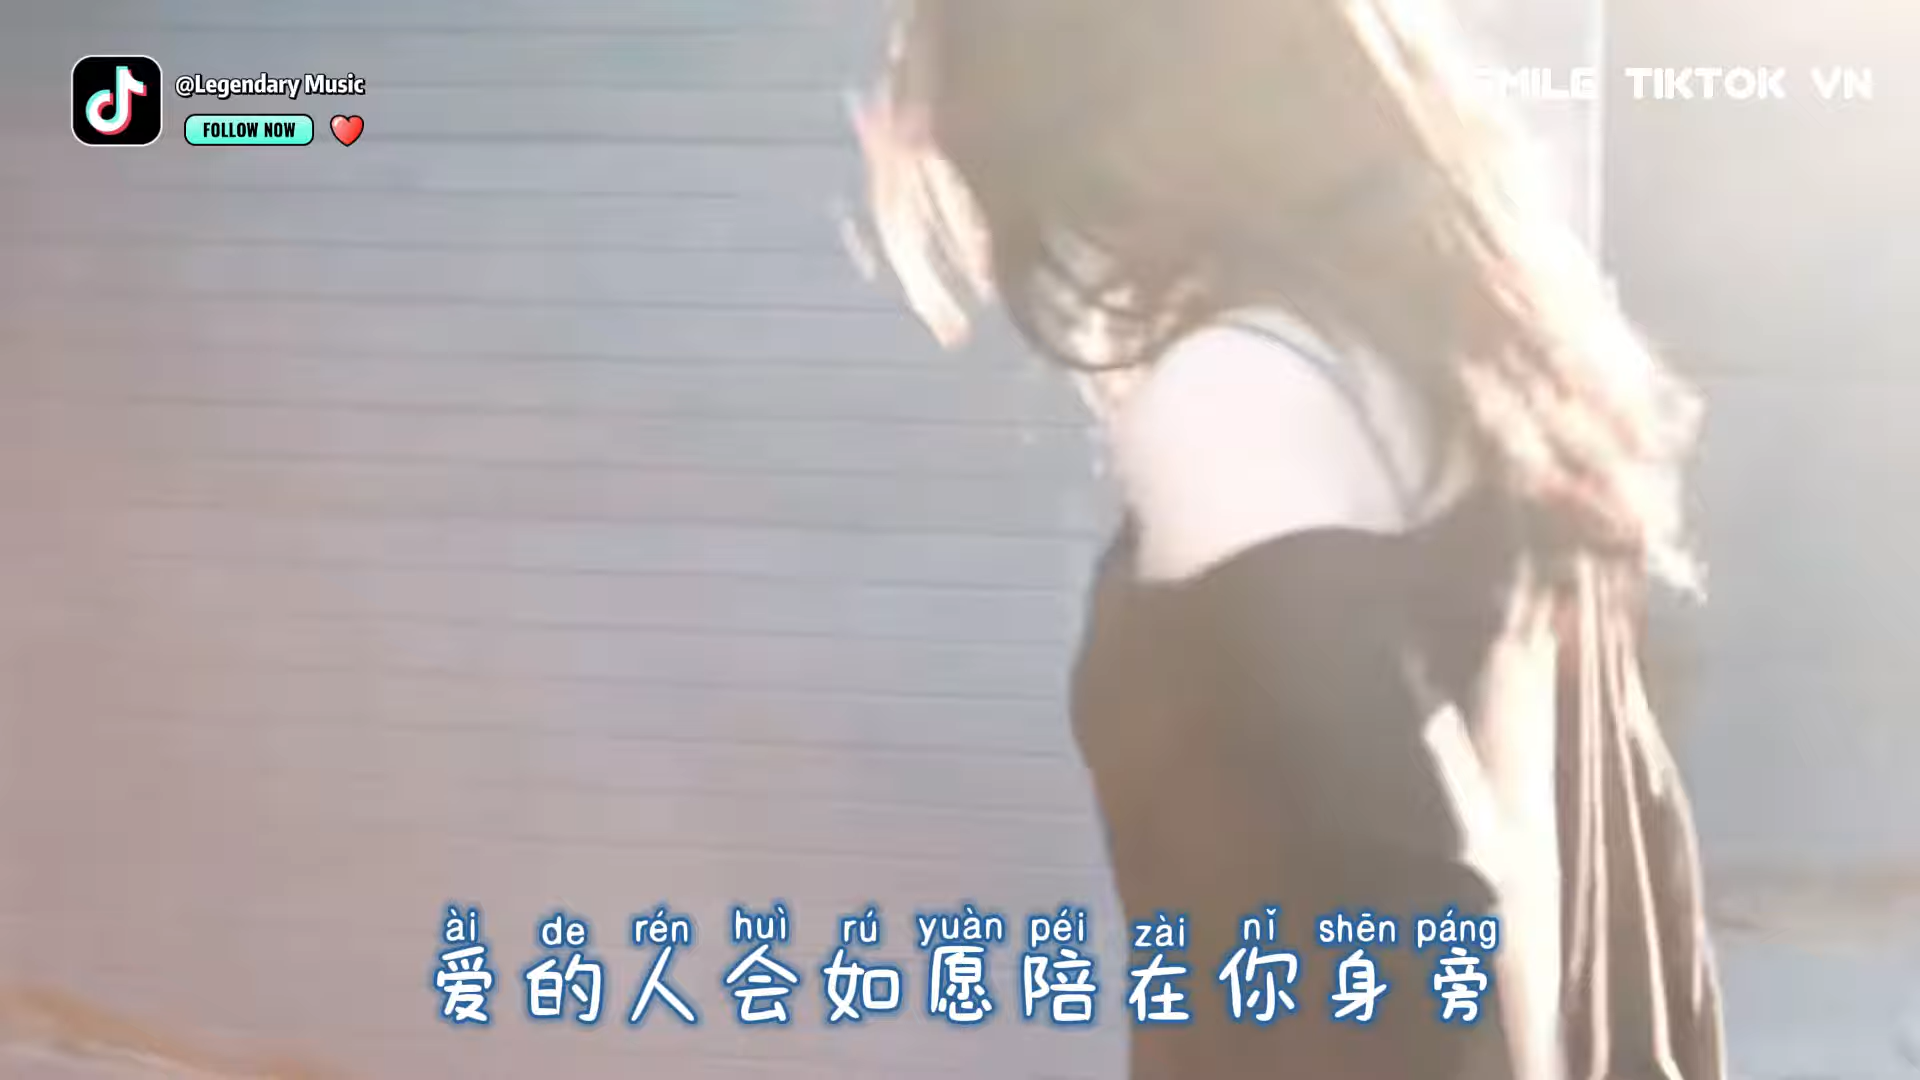 @Legendary Music
FOLLOW NOW
SMILE TIKTOK VN
ài de rén huì rú yuàn péi zài nǐ shēn páng
爱的人会如愿陪在你身旁